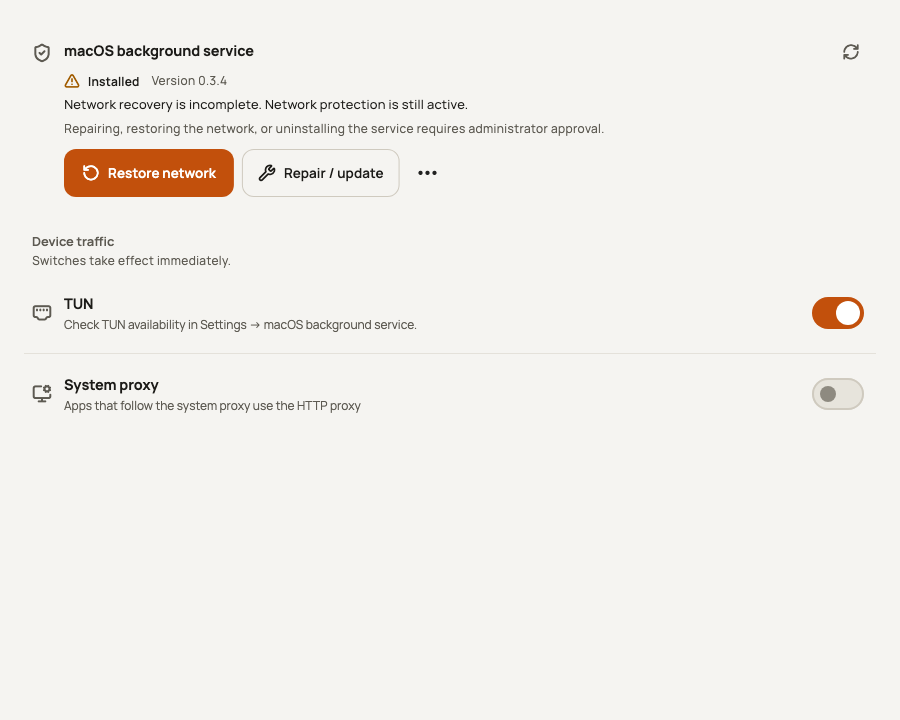 macOS background service
Installed Version 0.3.4
Network recovery is incomplete. Network protection is still active.
Repairing, restoring the network, or uninstalling the service requires administrator approval.
Restore network
Repair / update
Device traffic
Switches take effect immediately.
TUN
Check TUN availability in Settings → macOS background service.
System proxy
Apps that follow the system proxy use the HTTP proxy